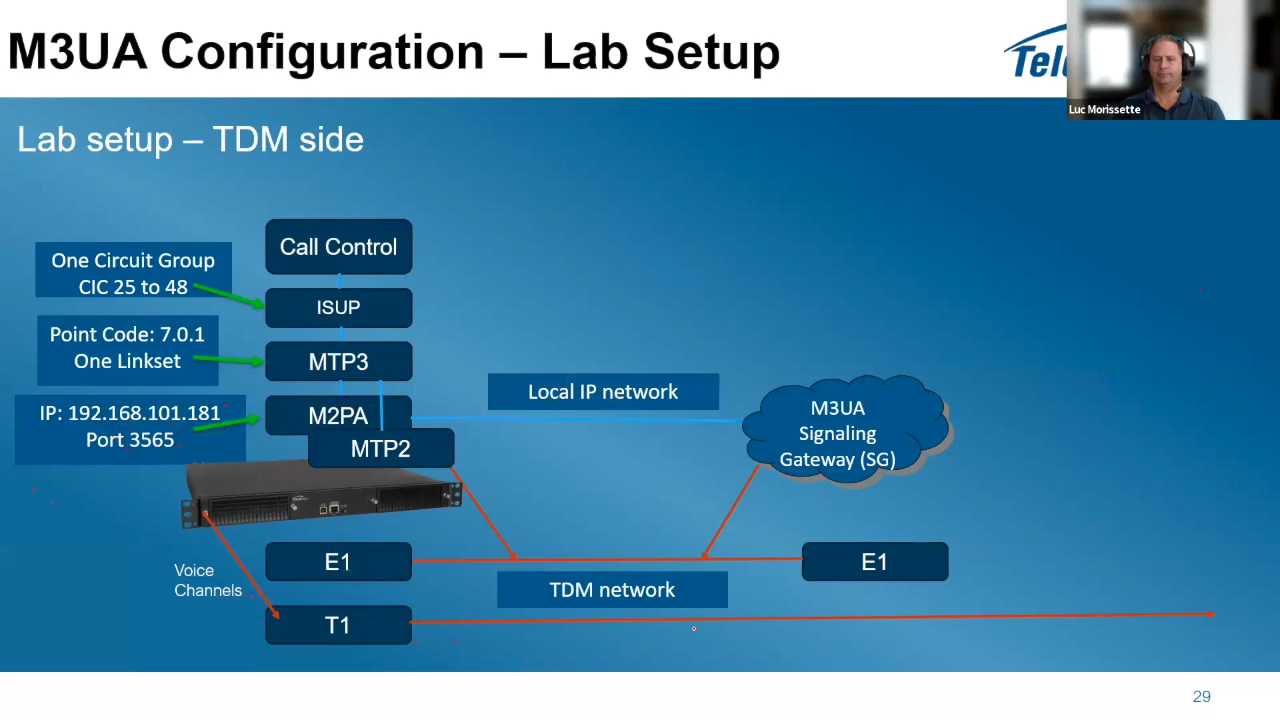 M3UA Configuration – Lab Setup
Luc Morissette
Lab setup – TDM side
Call Control
One Circuit Group
CIC 25 to 48
ISUP
Point Code: 7.0.1
One Linkset
MTP3
Local IP network
IP: 192.168.101.181
Port 3565
M2PA
MTP2
M3UA
Signaling
Gateway (SG)
Voice
Channels
E1
E1
TDM network
T1
29